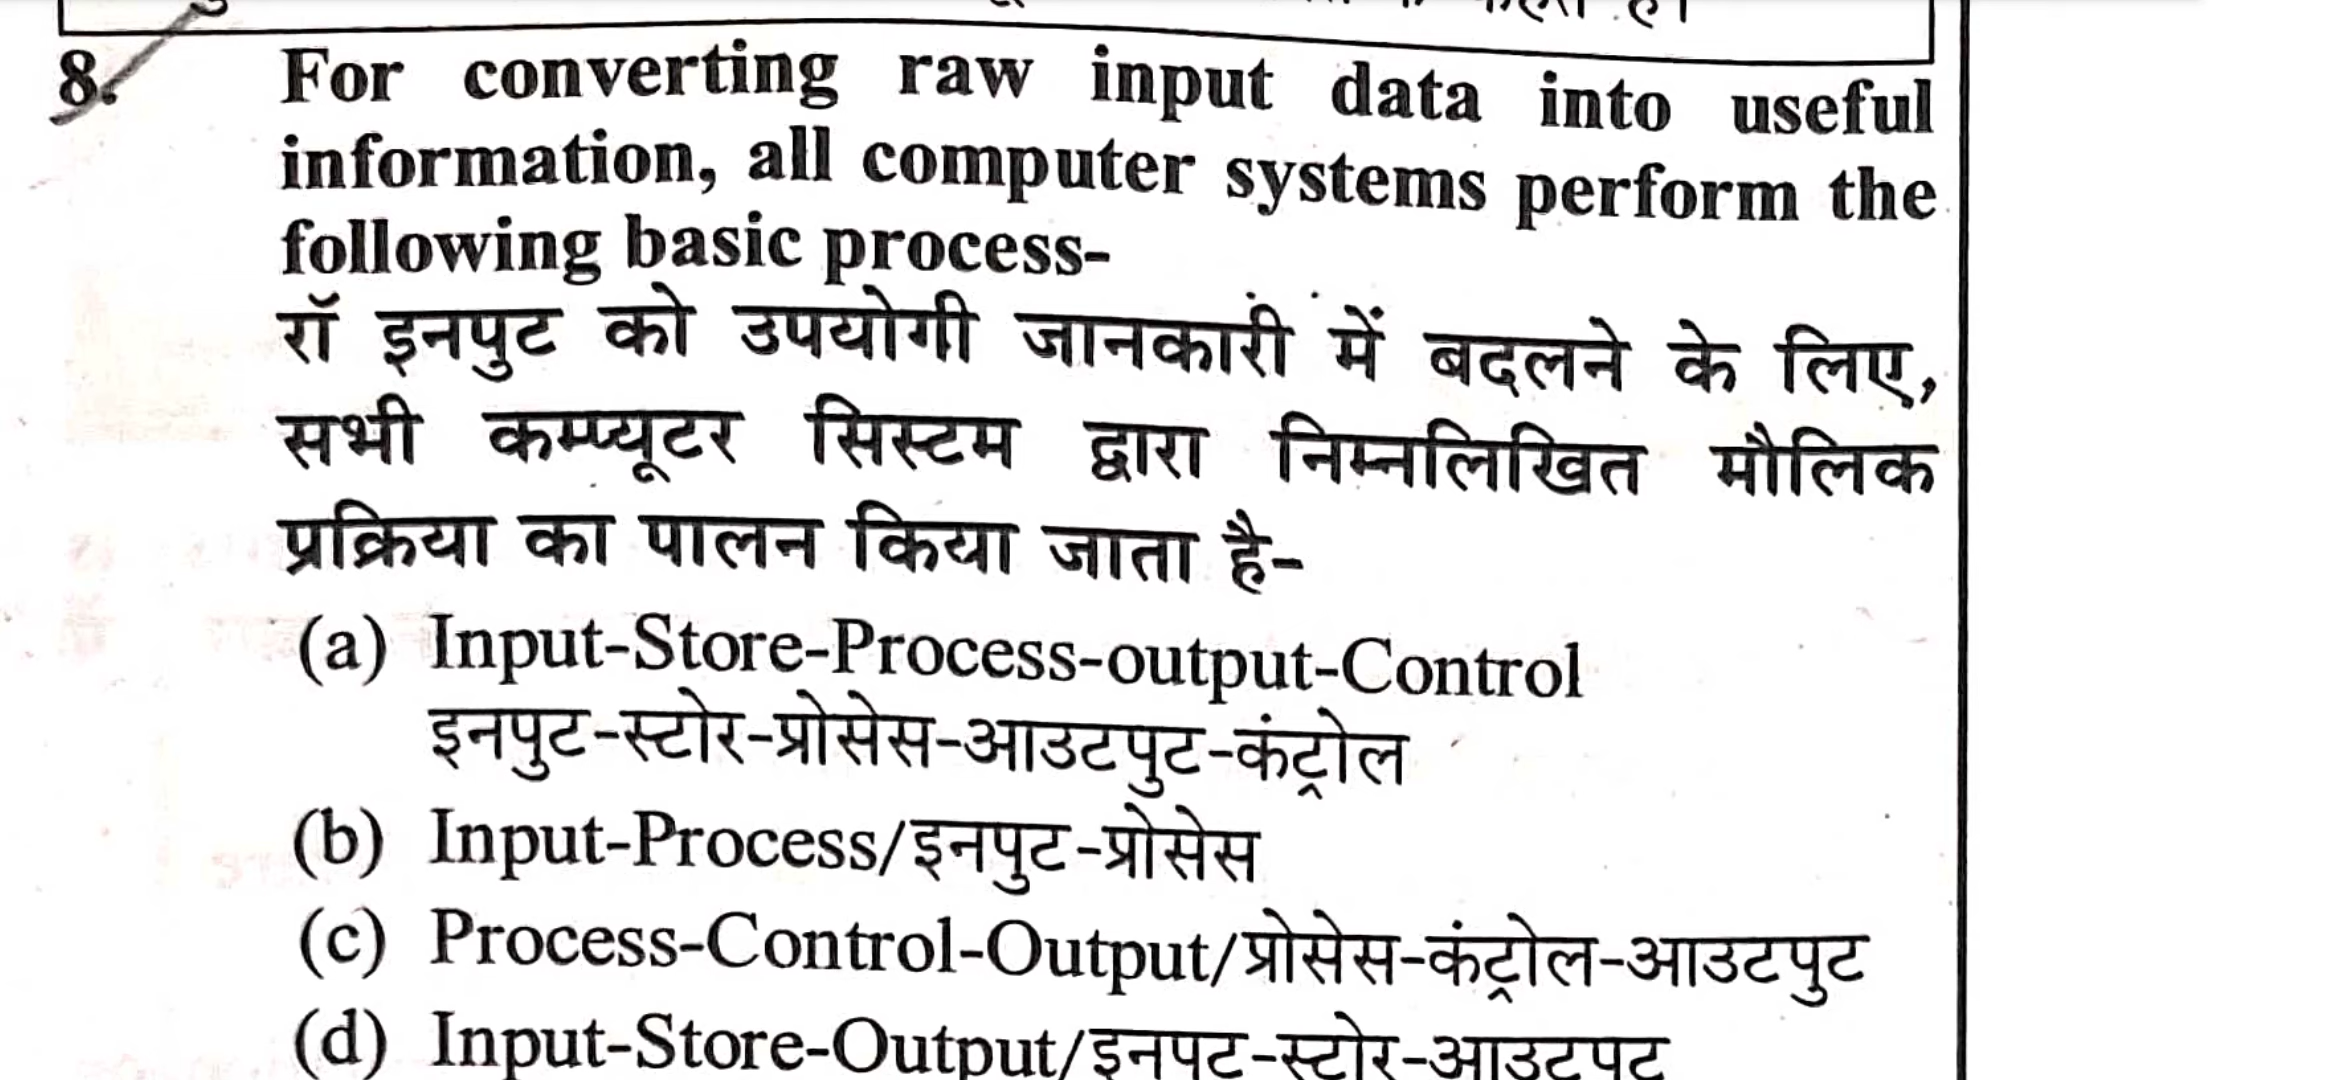 8. For converting raw input data into useful
information, all computer systems perform the
following basic process-
रॉ इनपुट को उपयोगी जानकारी में बदलने के लिए,
सभी कम्प्यूटर सिस्टम द्वारा निम्नलिखित मौलिक
प्रक्रिया का पालन किया जाता है-
(a) Input-Store-Process-output-Control
इनपुट-स्टोर-प्रोसेस-आउटपुट-कंट्रोल
(b) Input-Process/इनपुट-प्रोसेस
(c) Process-Control-Output/प्रोसेस-कंट्रोल-आउटपुट
(d) Input-Store-Output/इनपुट-स्टोर-आउटपुट